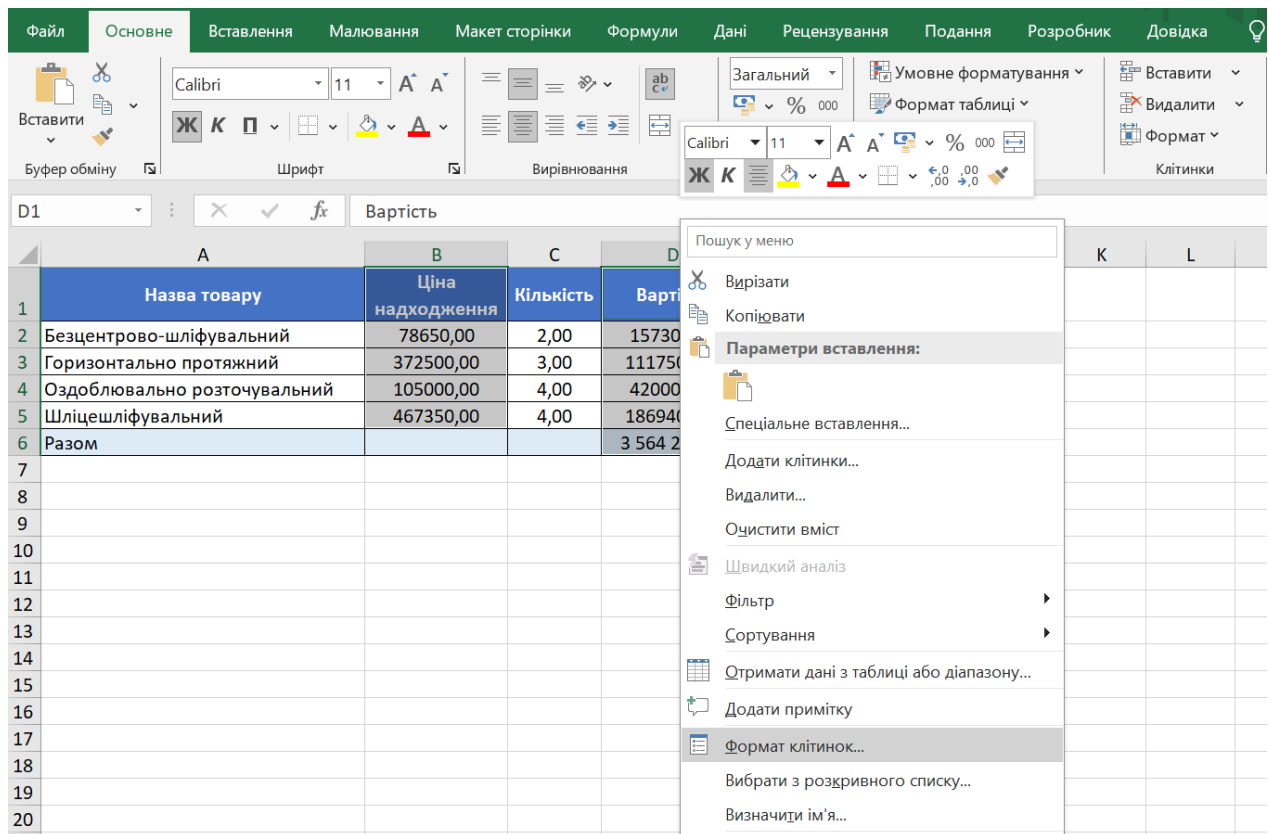 Файл Основне Вставлення Малювання Макет сторінки Формули Дані Рецензування Подання Розробник Довідка
Вставити
Буфер обміну
Calibri 11
Ж К П А
Шрифт
ab
Вирівнювання
Загальний
% 000
Умовне форматування
Формат таблиці
Вставити
Видалити
Формат
Клітинки
Calibri 11 A A % 000
Ж К А ,00 ,00
D1 fx Вартість
A B C D K L
1 Назва товару Ціна надходження Кількість
2 Безцентрово-шліфувальний 78650,00 2,00 15730
3 Горизонтально протяжний 372500,00 3,00
4 Оздоблювально розточувальний 105000,00 4,00 42000
5 Шліцешліфувальний 467350,00 4,00
6 Разом 3 564 2
7
8
9
10
11
12
13
14
15
16
17
18
19
20
Пошук у меню
Вирізати
Копіювати
Параметри вставлення:
Спеціальне вставлення...
Додати клітинки...
Видалити...
Очистити вміст
Швидкий аналіз
Фільтр
Сортування
Отримати дані з таблиці або діапазону...
Додати примітку
Формат клітинок...
Вибрати з розкривного списку...
Визначити ім'я...